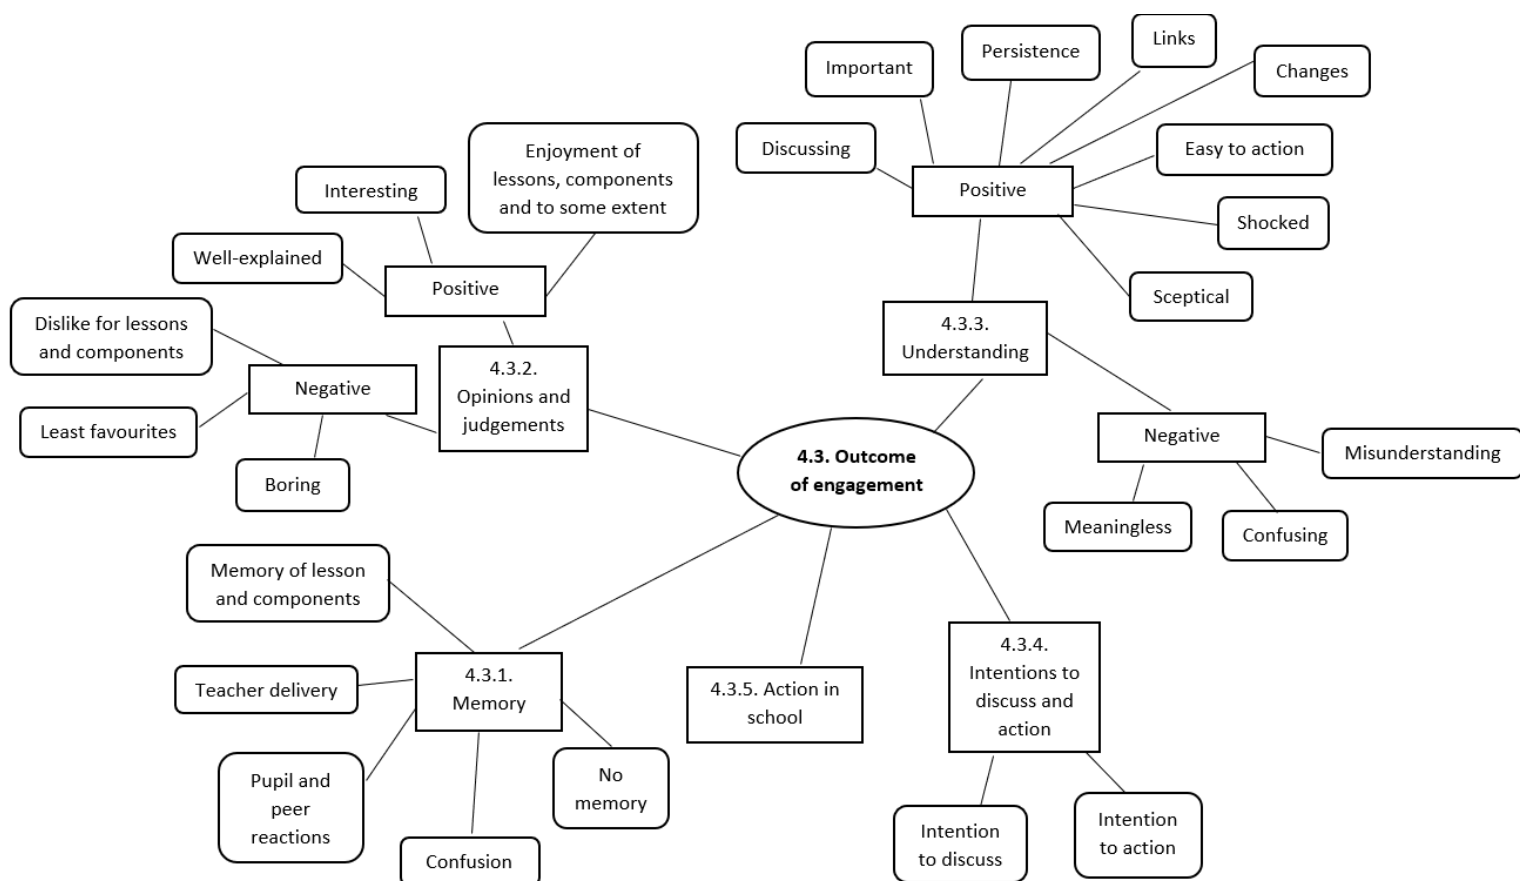 Links
Persistence
Important
Changes
Discussing
Easy to action
Positive
Shocked
Sceptical
4.3.3.
Understanding
Negative
Misunderstanding
Meaningless
Confusing
Enjoyment of
lessons, components
and to some extent
Interesting
Well-explained
Positive
Dislike for lessons
and components
4.3.2.
Opinions and
judgements
Negative
Least favourites
Boring
4.3. Outcome
of engagement
Memory of lesson
and components
Teacher delivery
4.3.1.
Memory
Pupil and
peer
reactions
Confusion
No
memory
4.3.5. Action in
school
4.3.4.
Intentions to
discuss and
action
Intention
to discuss
Intention
to action